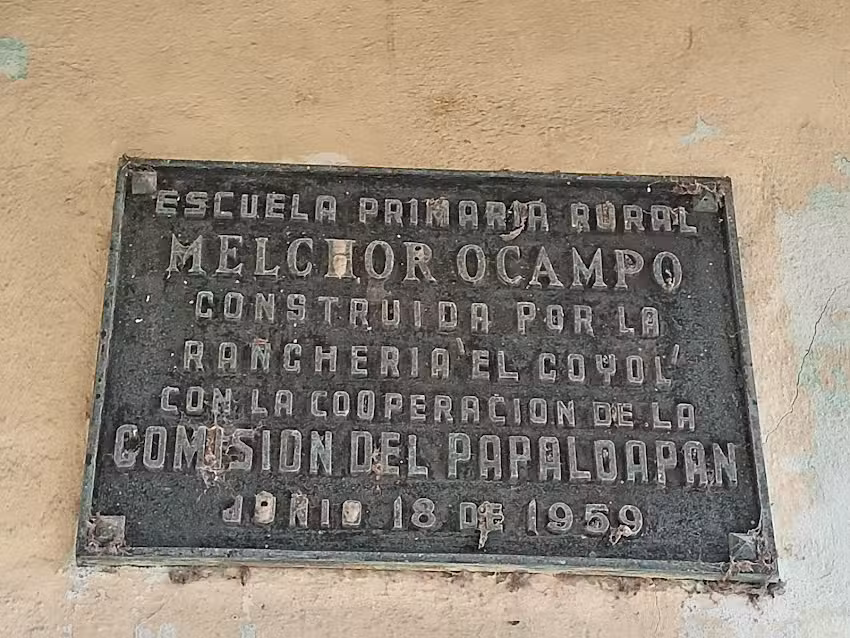 ESCUELA PRIMARIA RURAL
MELCHOR OCAMPO
CONSTRUIDA POR LA
RANCHERIA 'EL COYOL'
CON LA COOPERACION DE LA
COMISION DEL PAPALOAPAN
JUNIO 18 DE 1959